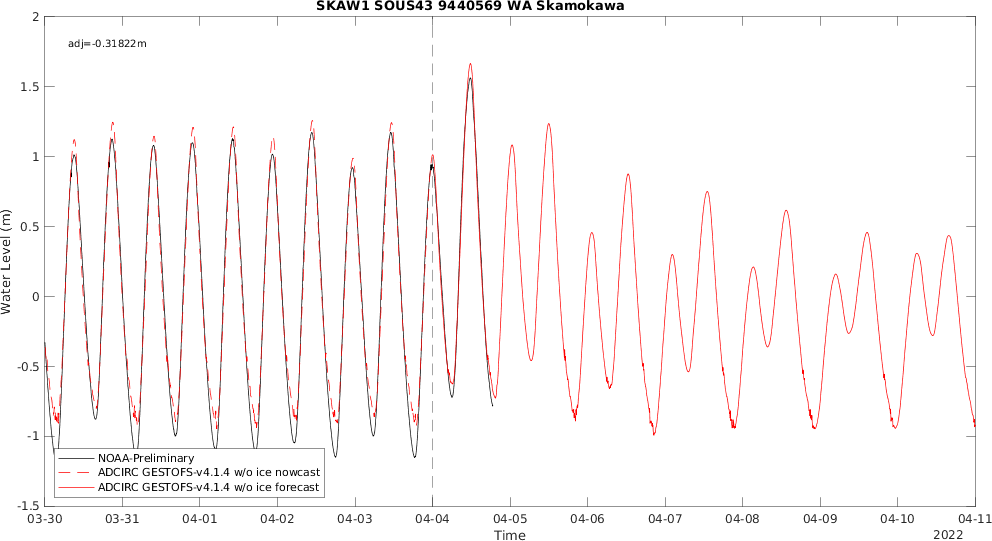 SKAW1 SOUS43 9440569 WA Skamokawa
adj=-0.31822m
Water Level (m)
2
1.5
1
0.5
0
-0.5
-1
-1.5
NOAA-Preliminary
ADCIRC GESTOFS-v4.1.4 w/o ice nowcast
ADCIRC GESTOFS-v4.1.4 w/o ice forecast
03-30 03-31 04-01 04-02 04-03 04-04 04-05 04-06 04-07 04-08 04-09 04-10 04-11
Time
2022